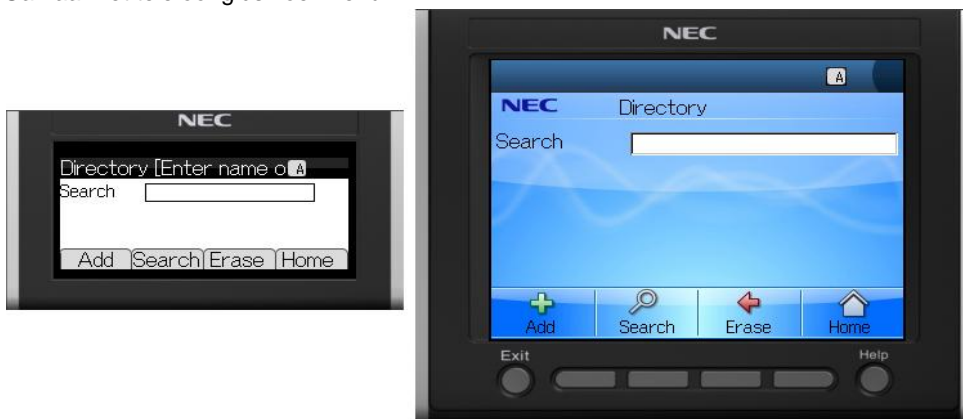 NEC
Directory [Enter name o A
Search
Add Search Erase Home
NEC
A
NEC Directory
Search
Add Search Erase Home
Exit Help